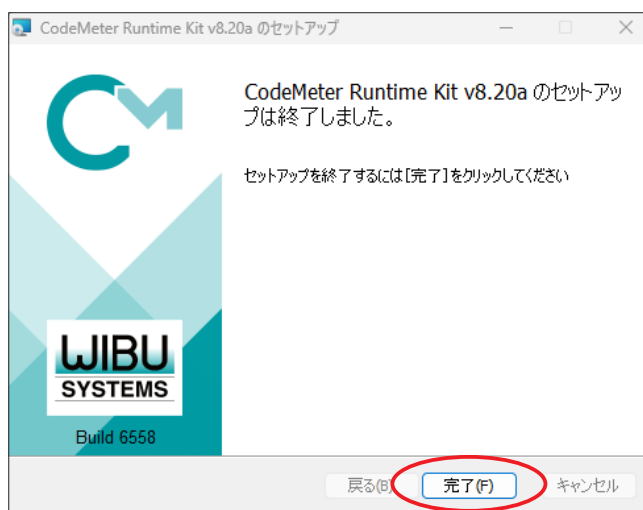 CodeMeter Runtime Kit v8.20a のセットアップ
CodeMeter Runtime Kit v8.20a のセットアッ
プは終了しました。
セットアップを終了するには[完了]をクリックしてください
CM
WIBU
SYSTEMS
Build 6558
戻る(B) 完了(F) キャンセル